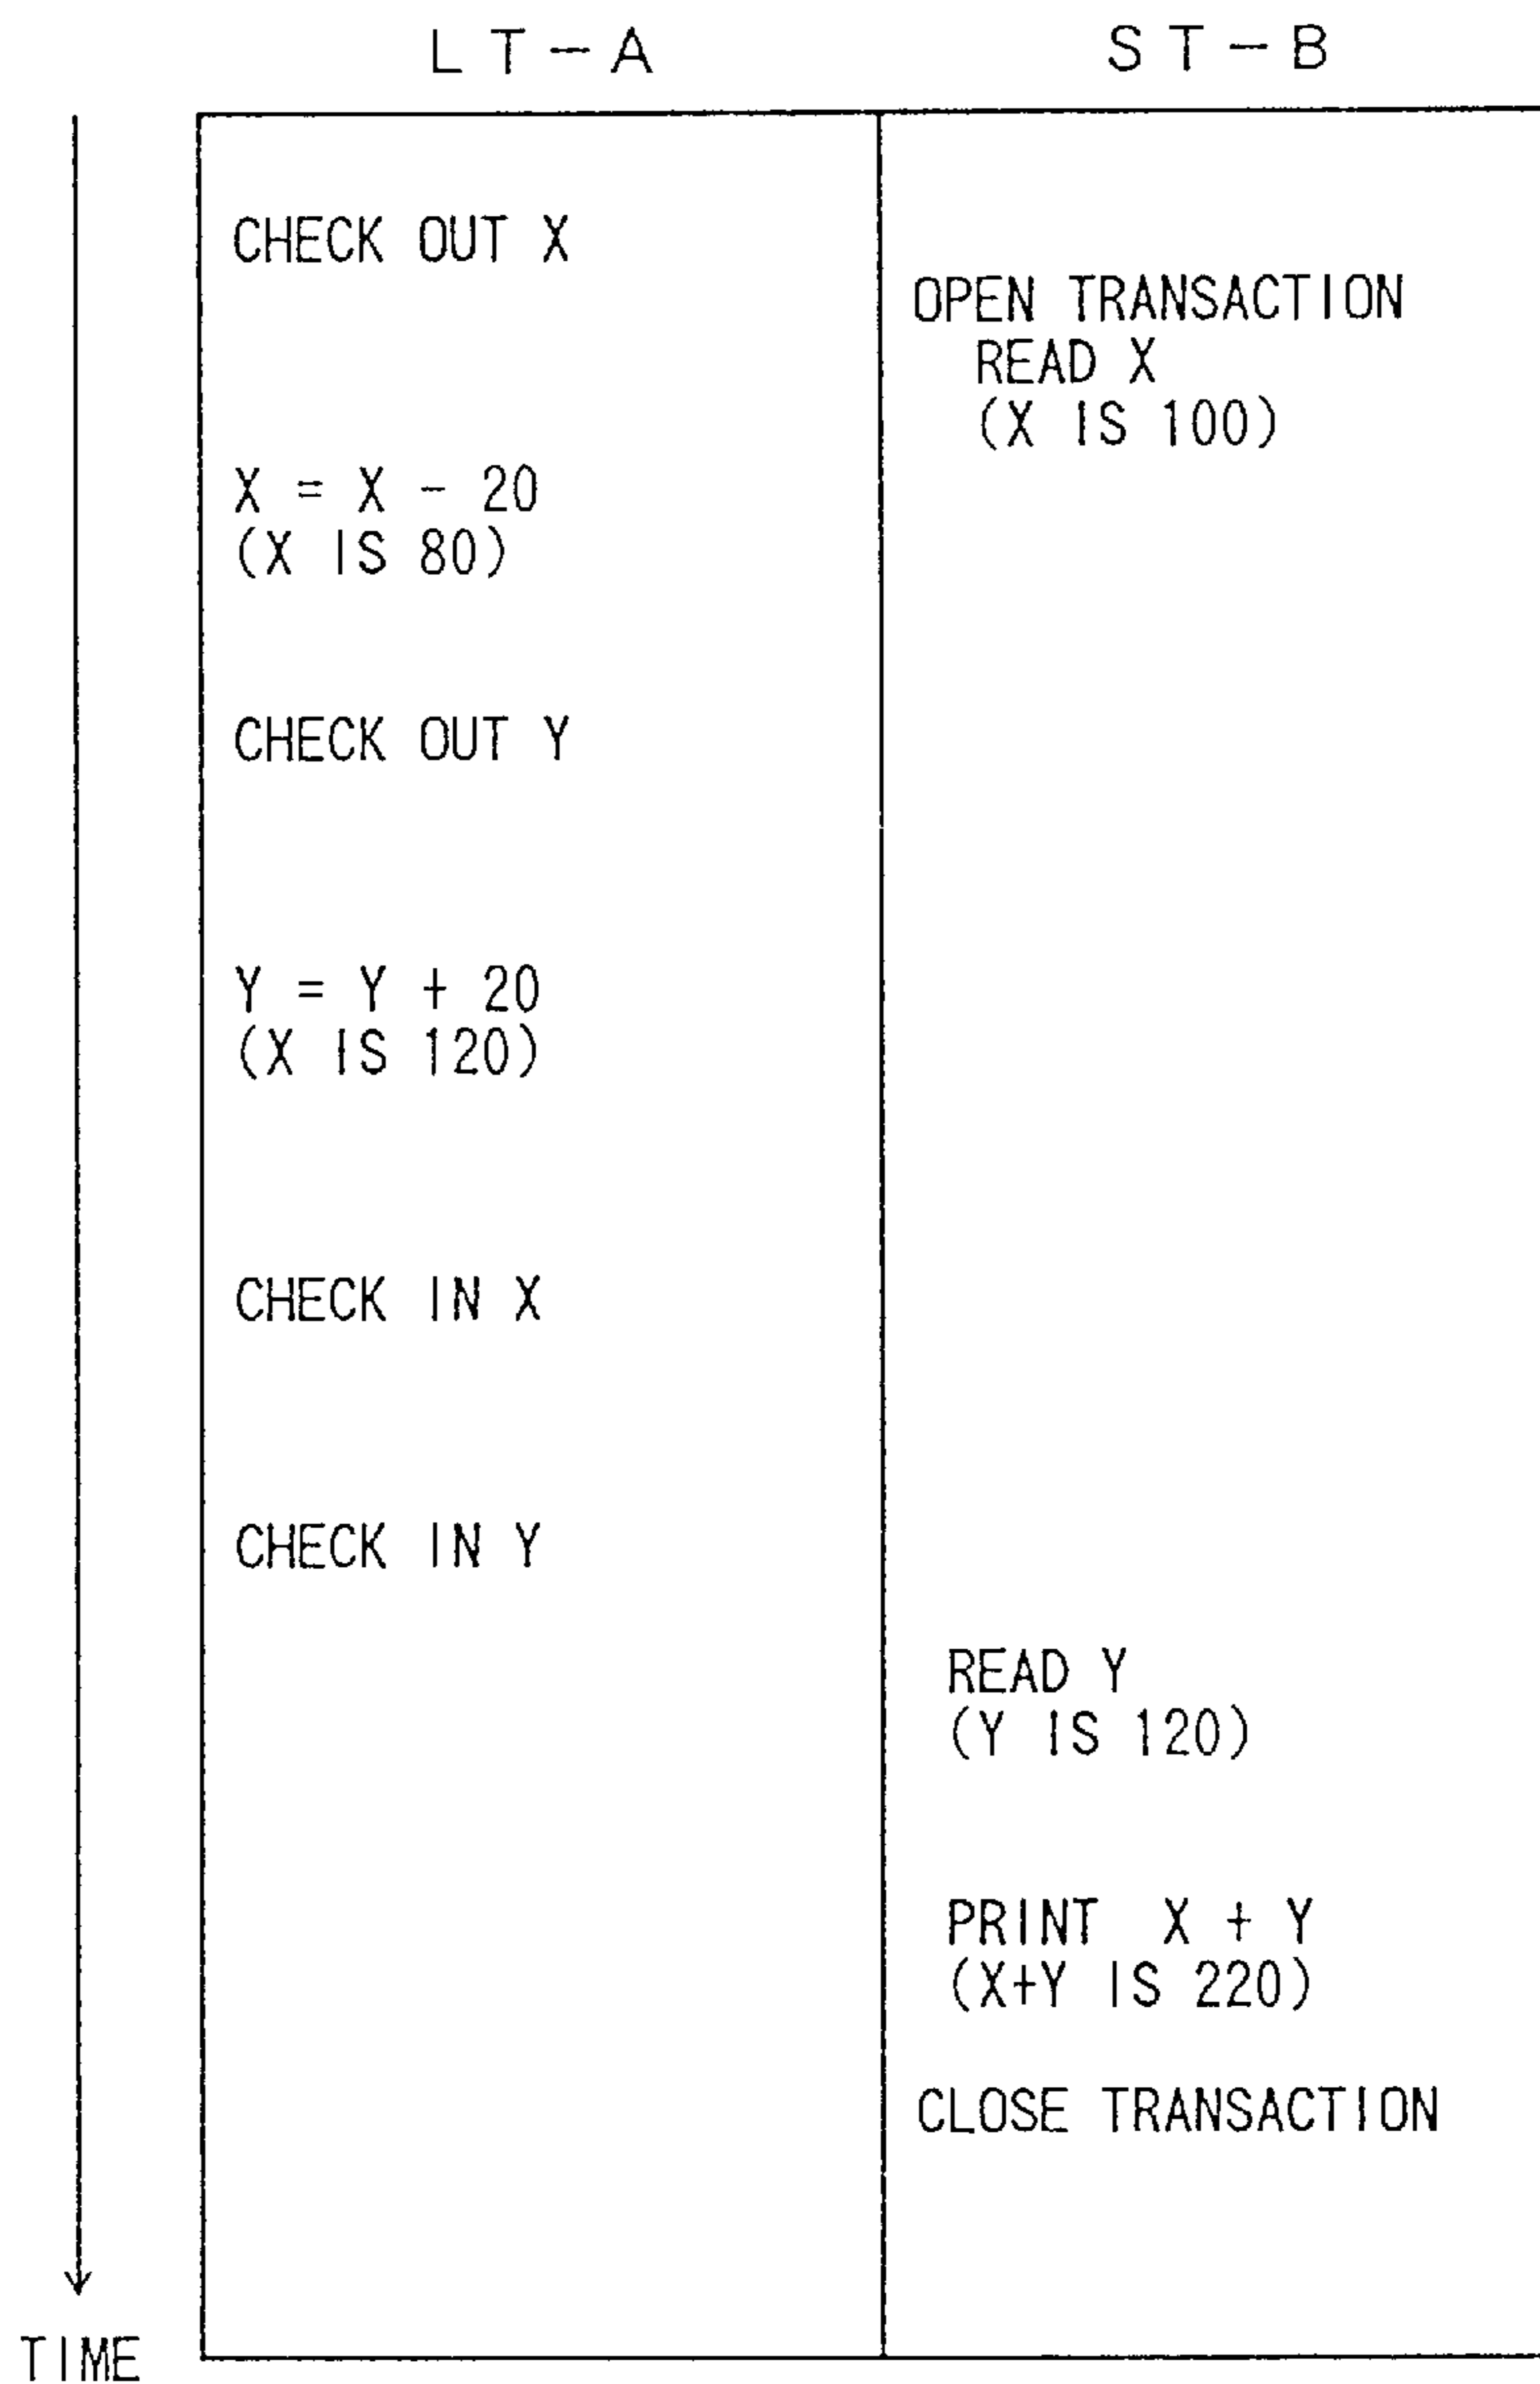 LT-A ST-B
CHECK OUT X
OPEN TRANSACTION
READ X
(X IS 100)
X = X - 20
(X IS 80)
CHECK OUT Y
Y = Y + 20
(X IS 120)
CHECK IN X
CHECK IN Y
READ Y
(Y IS 120)
PRINT X + Y
(X+Y IS 220)
CLOSE TRANSACTION
TIME